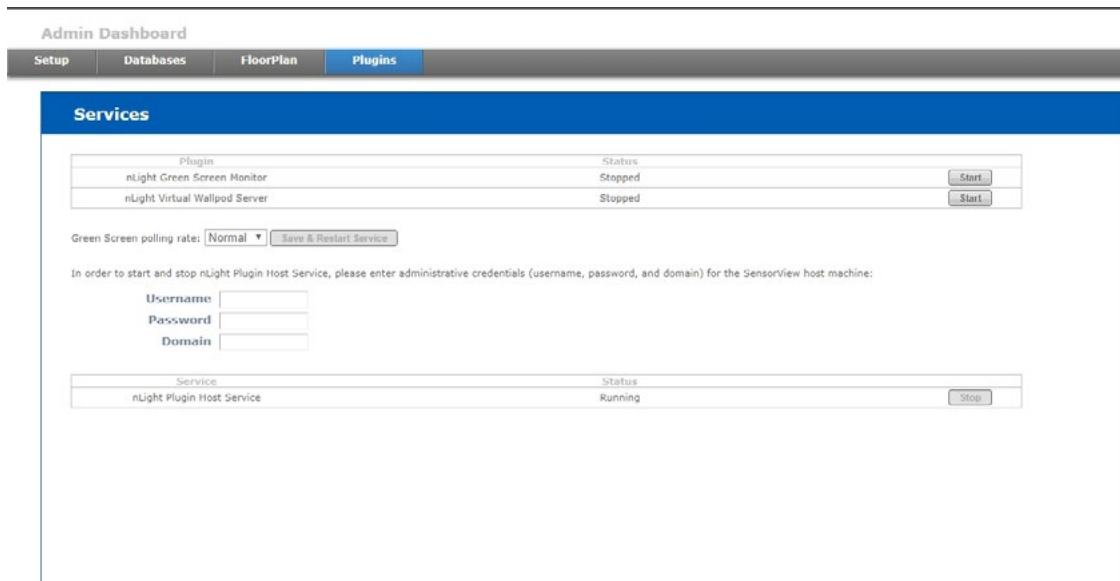 Admin Dashboard
Setup Databases FloorPlan Plugins
Services
Plugin Status
nLight Green Screen Monitor Stopped Start
nLight Virtual Wallpod Server Stopped Start
Green Screen polling rate: Normal Save & Restart Service
In order to start and stop nLight Plugin Host Service, please enter administrative credentials (username, password, and domain) for the SensorView host machine:
Username
Password
Domain
Service Status
nLight Plugin Host Service Running Stop